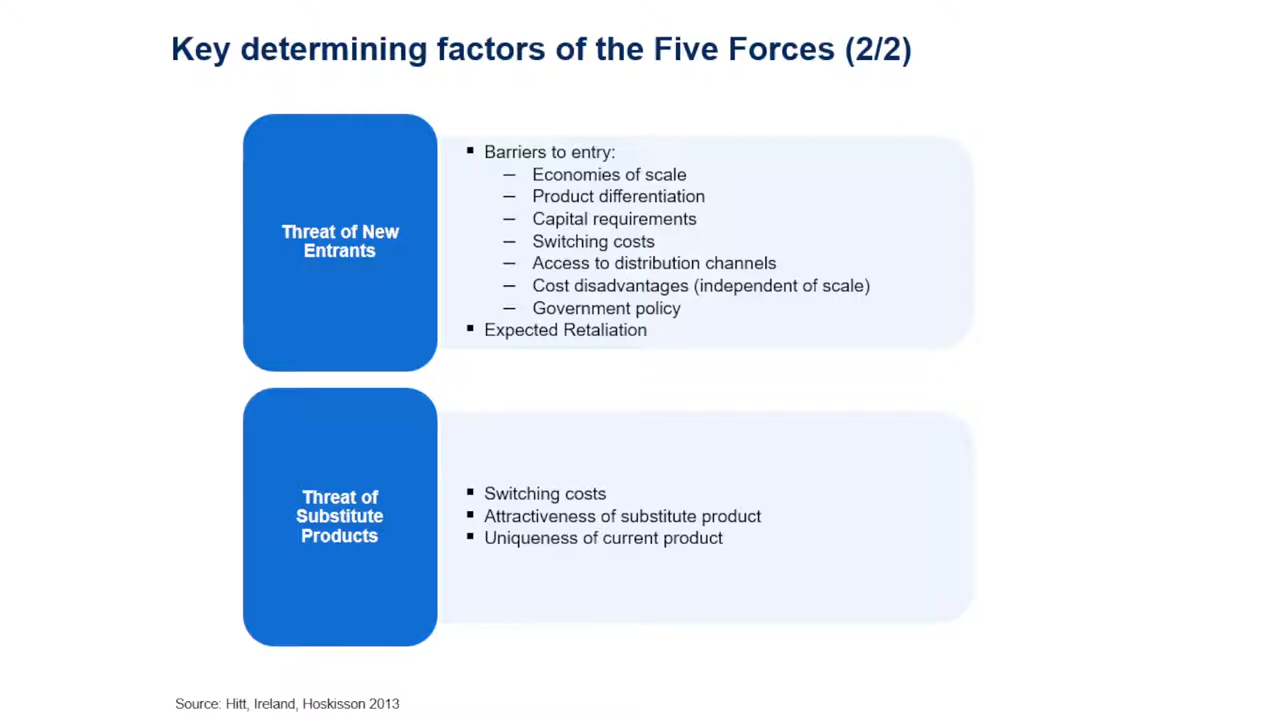 Key determining factors of the Five Forces (2/2)
Threat of New
Entrants
▪ Barriers to entry:
– Economies of scale
– Product differentiation
– Capital requirements
– Switching costs
– Access to distribution channels
– Cost disadvantages (independent of scale)
– Government policy
▪ Expected Retaliation
Threat of
Substitute
Products
▪ Switching costs
▪ Attractiveness of substitute product
▪ Uniqueness of current product
Source: Hitt, Ireland, Hoskisson 2013